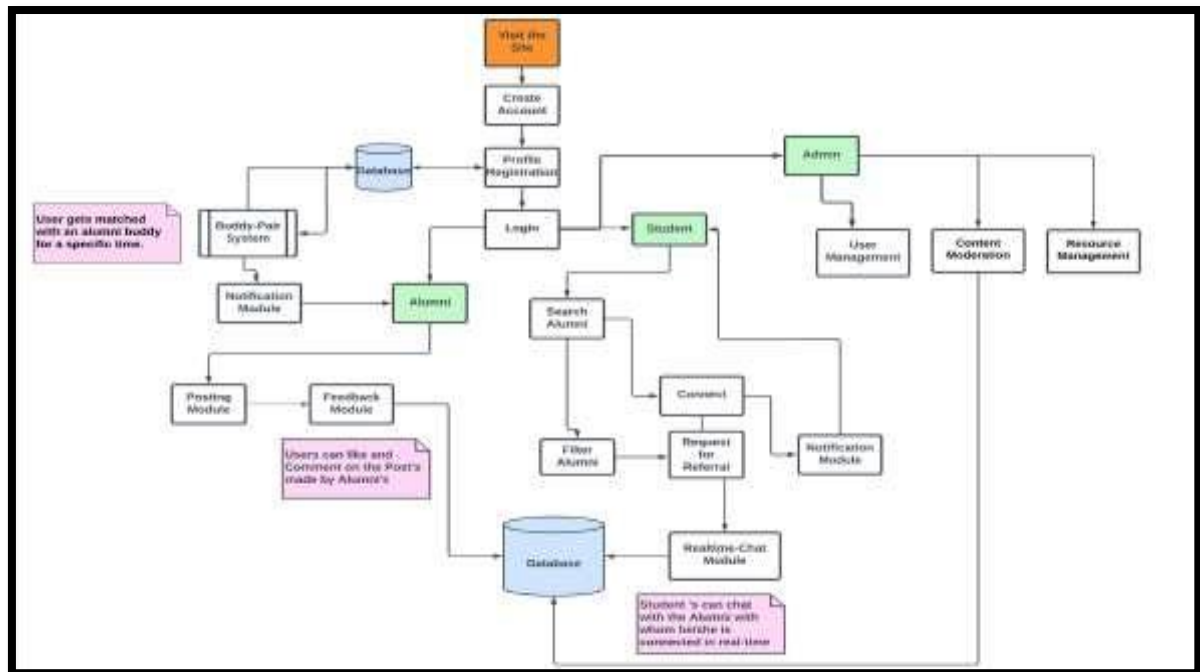 Visit the
Site
Create
Account
Profile
Registration
Database
Login
Admin
Student
User gets matched
with an alumni buddy
for a specific time.
Buddy-Pair
System
Notification
Module
Alumni
User
Management
Content
Moderation
Resource
Management
Search
Alumni
Posting
Module
Feedback
Module
Connect
Filter
Alumni
Request
for
Referral
Notification
Module
Users can like and
Comment on the Post's
made by Alumni's
Database
Realtime-Chat
Module
Student 's can chat
with the Alumni with
whom he/she is
connected in real-time